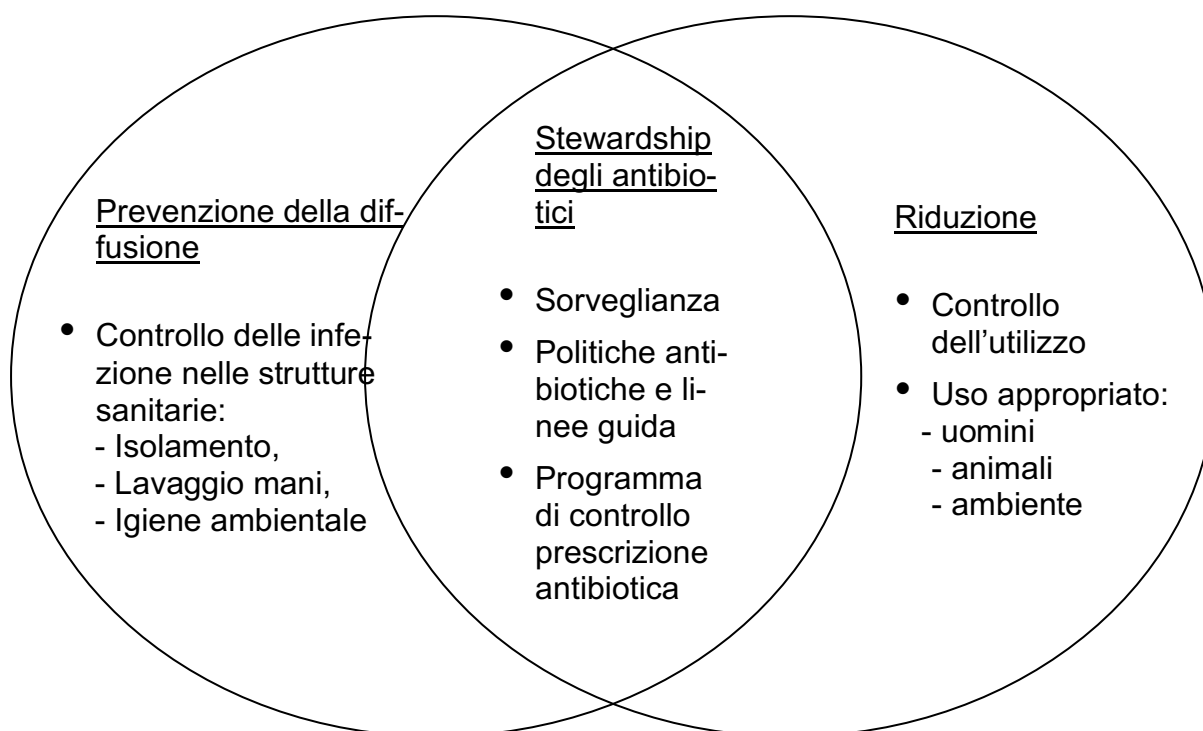 Prevenzione della dif-
fusione
• Controllo delle infe-
zione nelle strutture
sanitarie:
- Isolamento,
- Lavaggio mani,
- Igiene ambientale
Stewardship
degli antibio-
tici
• Sorveglianza
• Politiche anti-
biotiche e li-
nee guida
• Programma
di controllo
prescrizione
antibiotica
Riduzione
• Controllo
dell’utilizzo
• Uso appropriato:
- uomini
- animali
- ambiente